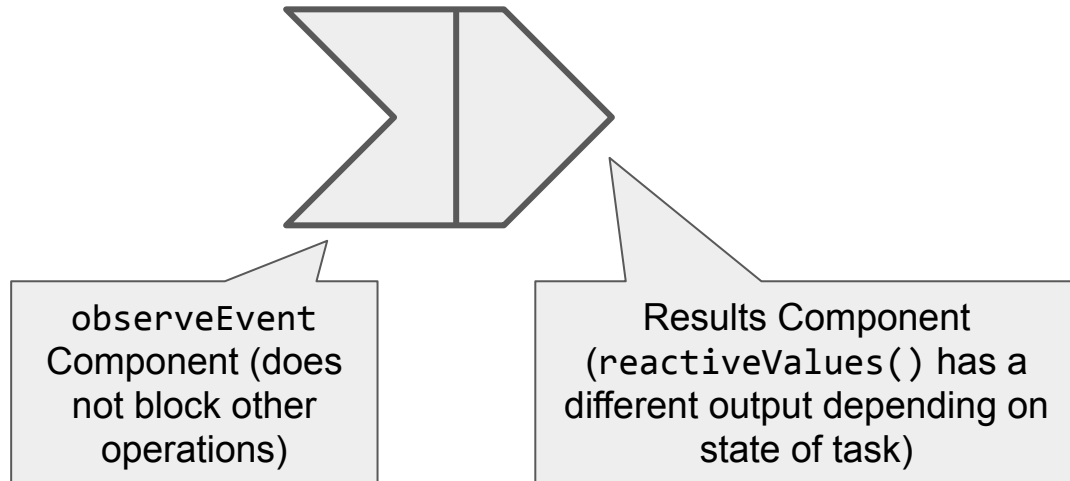 observeEvent
Component (does
not block other
operations)
Results Component
(reactiveValues() has a
different output depending on
state of task)